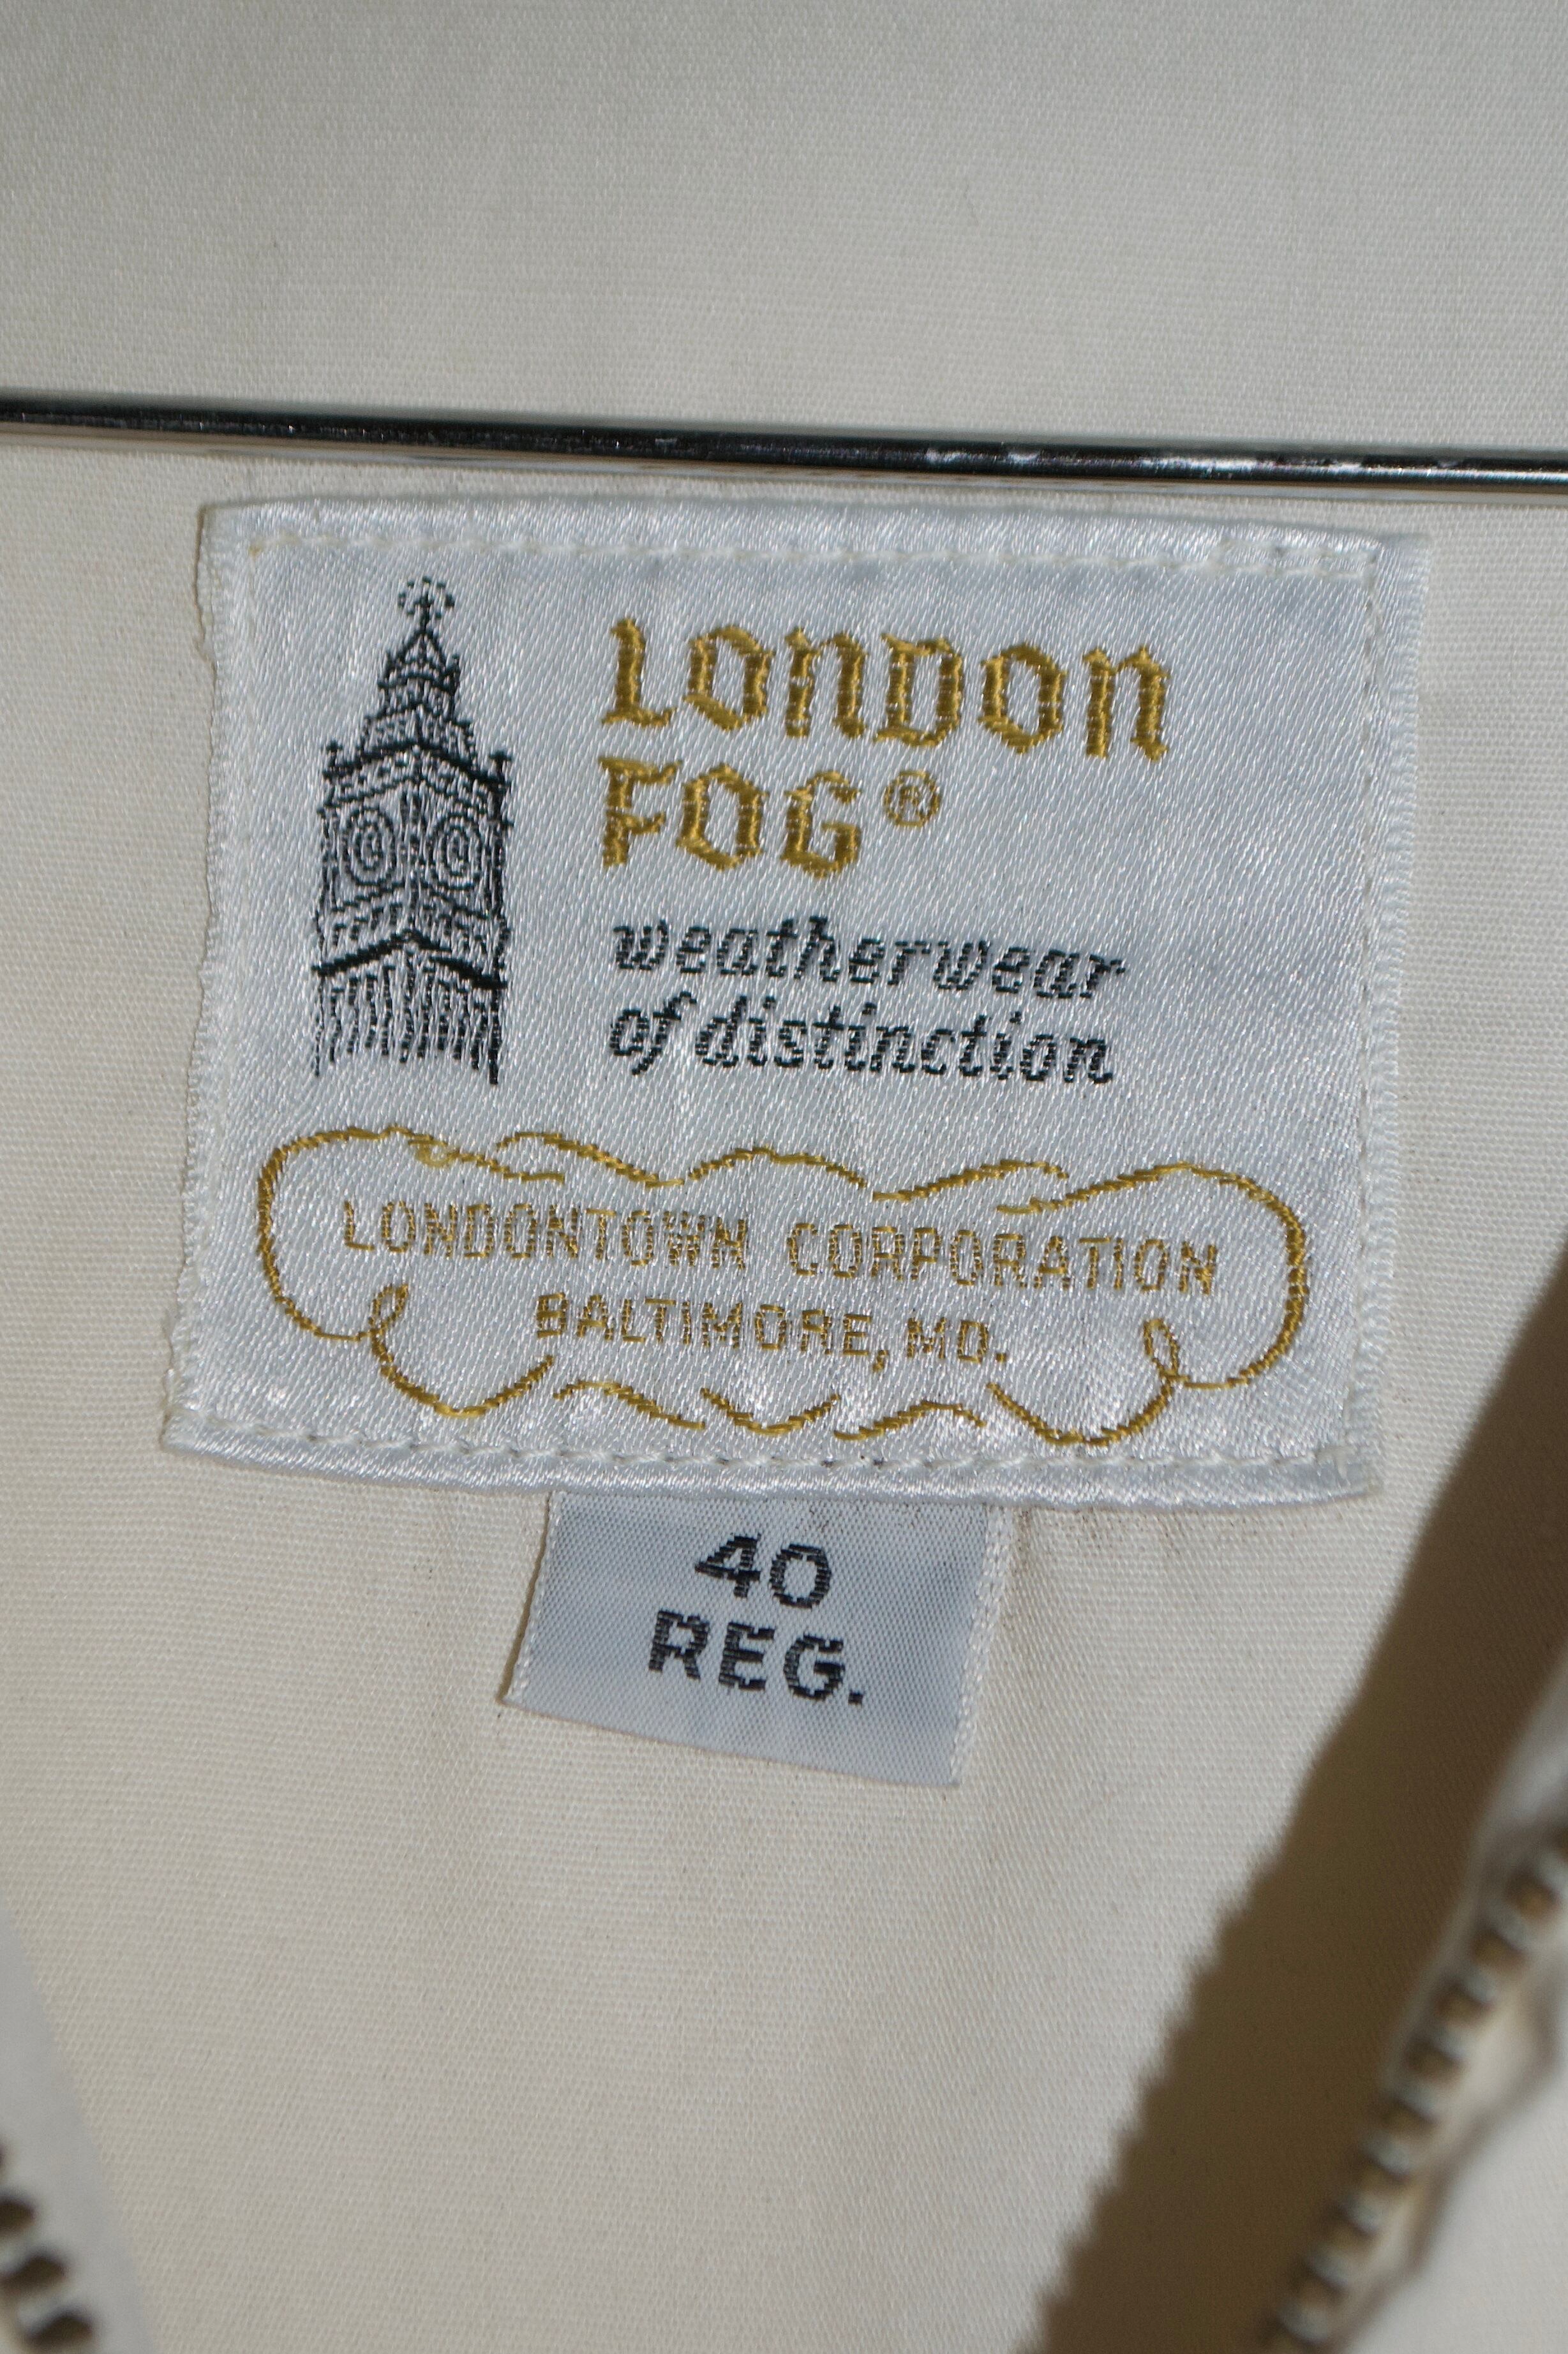 LONDON
FOG®
weatherwear
of distinction
LONDONTOWN CORPORATION
BALTIMORE, MD.
40
REG.